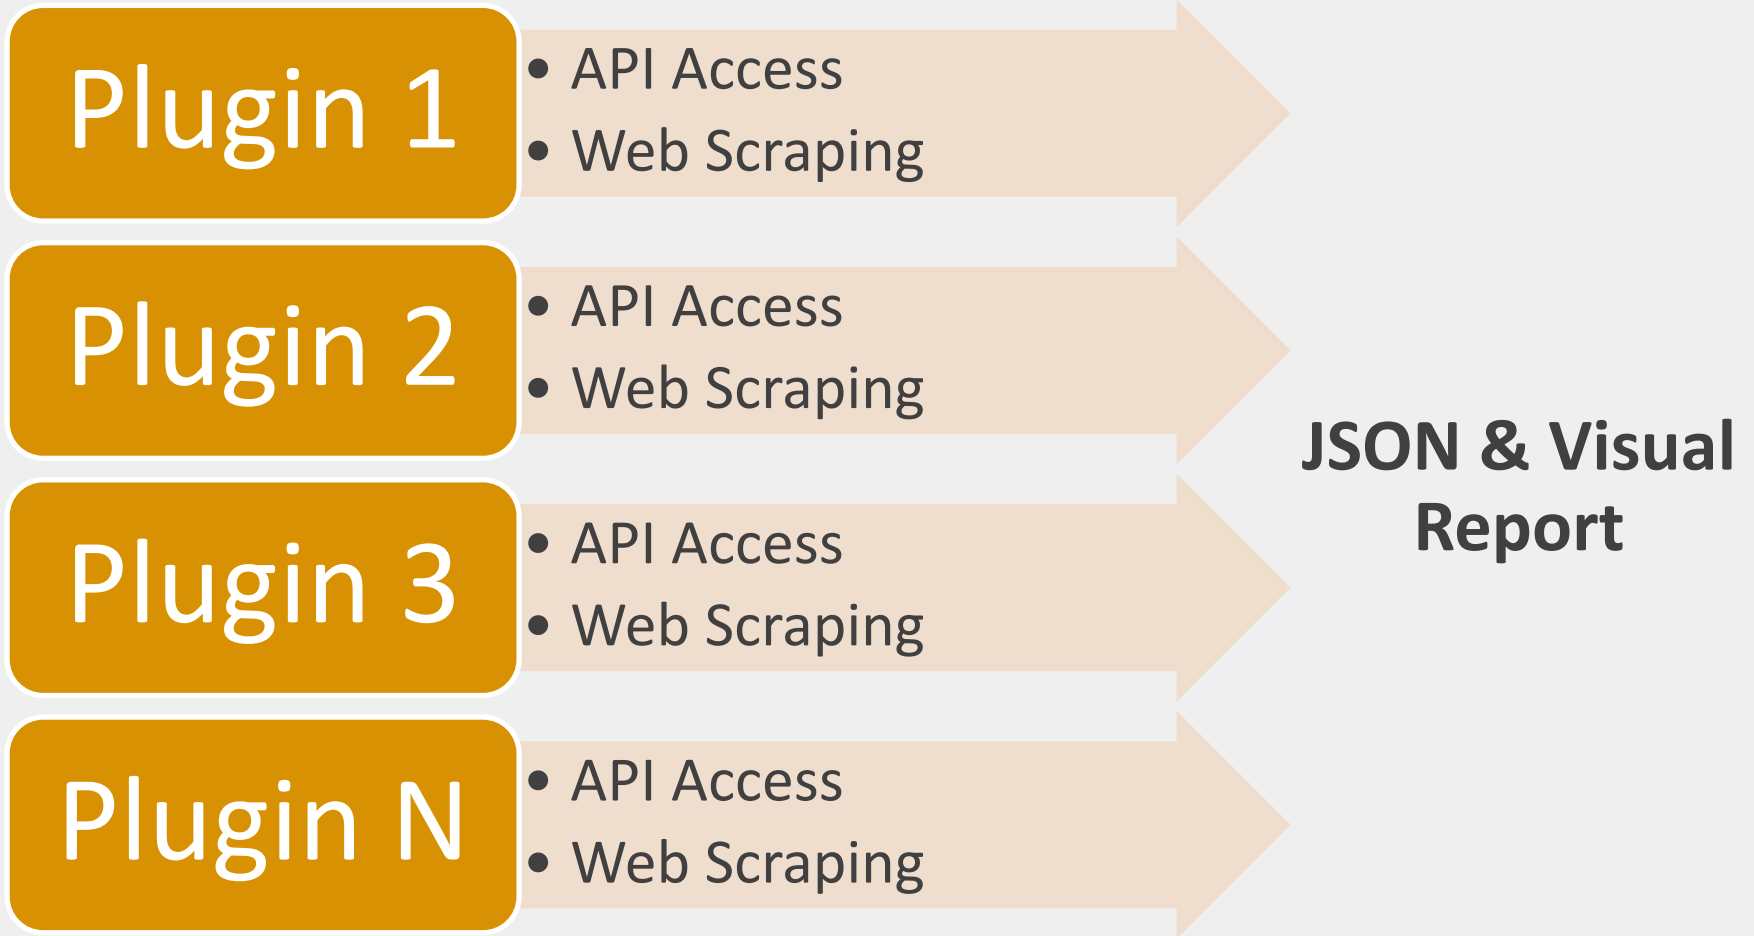 Plugin 1
• API Access
• Web Scraping
Plugin 2
• API Access
• Web Scraping
Plugin 3
• API Access
• Web Scraping
Plugin N
• API Access
• Web Scraping
JSON & Visual
Report